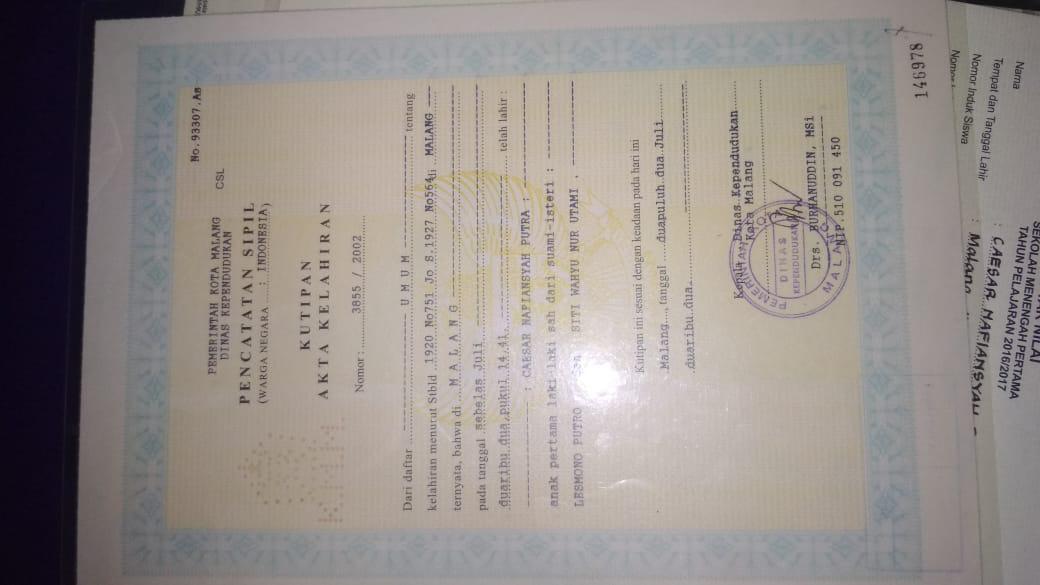 No.93307.As
CSL
PEMERINTAH KOTA MALANG
DINAS KEPENDUDUKAN
PENCATATAN SIPIL
(WARGA NEGARA : INDONESIA)
KUTIPAN
AKTA KELAHIRAN
Nomor : 3855 / 2002
Dari daftar U M U M tentang
kelahiran menurut Stbld 1920 No751 Jo S.1927 No564 di MALANG
ternyata, bahwa di M A L A N G
pada tanggal sebelas Juli
duaribu dua, pukul 14.41 telah lahir :
: CAESAR NAFIANSYAH PUTRA :
anak pertama laki-laki sah dari suami-isteri :
LESMONO PUTRO SITI WAHYU NUR UTAMI .
Kutipan ini sesuai dengan keadaan pada hari ini
Malang , tanggal duapuluh dua Juli
duaribu dua
Kepala Dinas Kependudukan
Kota Malang
PEMERINTAH KOTA
DINAS
KEPENDUDUKAN
MALANG
Drs. BURHANUDDIN, MSi
NIP.510 091 450
146978
NILAI
SEKOLAH MENENGAH PERTAMA
TAHUN PELAJARAN 2016/2017
Nama : CAESAR NAFIANSYAH
Tempat dan Tanggal Lahir : Malang
Nomor Induk Siswa
Nomor